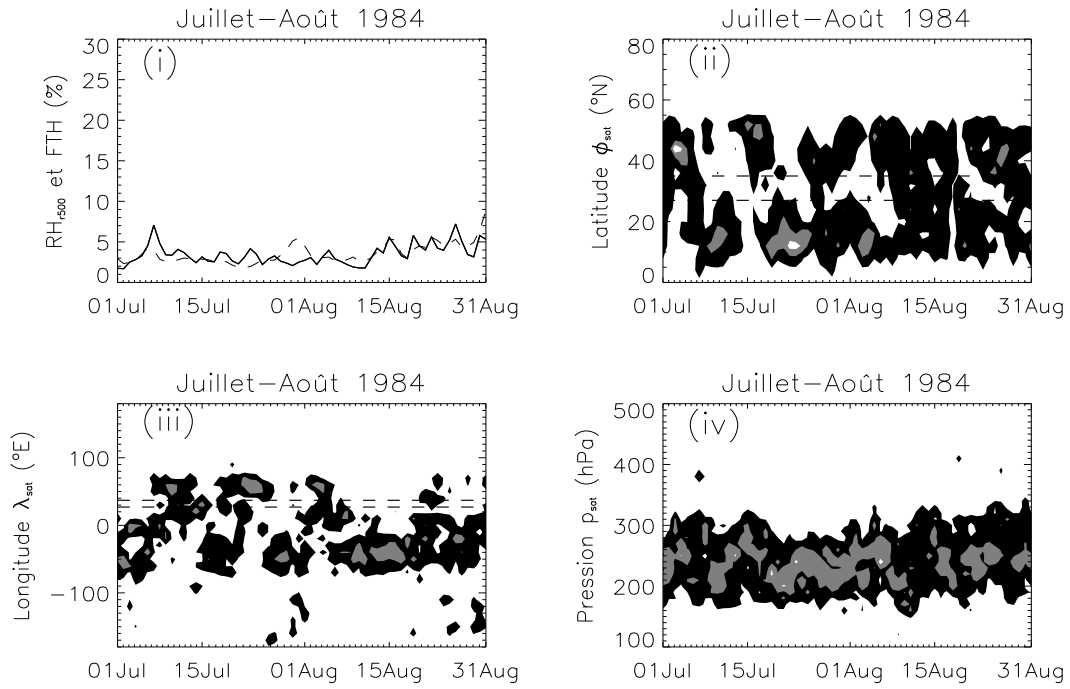 Juillet–Août 1984
(i)
RHr500 et FTH (%)
30
25
20
15
10
5
0
01Jul 15Jul 01Aug 15Aug 31Aug
Juillet–Août 1984
(ii)
Latitude ϕsat (°N)
80
60
40
20
0
01Jul 15Jul 01Aug 15Aug 31Aug
Juillet–Août 1984
(iii)
Longitude λsat (°E)
100
0
−100
01Jul 15Jul 01Aug 15Aug 31Aug
Juillet–Août 1984
(iv)
Pression psat (hPa)
500
400
300
200
100
01Jul 15Jul 01Aug 15Aug 31Aug